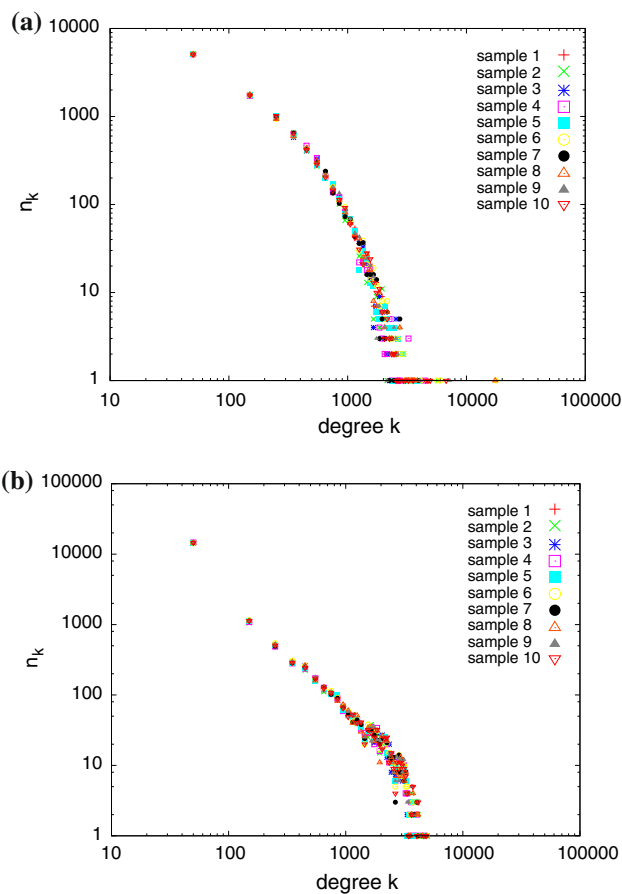 (a)
10000
1000
100
10
1
n_k
10 100 1000 10000 100000
degree k
sample 1
sample 2
sample 3
sample 4
sample 5
sample 6
sample 7
sample 8
sample 9
sample 10
(b)
100000
10000
1000
100
10
1
n_k
10 100 1000 10000 100000
degree k
sample 1
sample 2
sample 3
sample 4
sample 5
sample 6
sample 7
sample 8
sample 9
sample 10